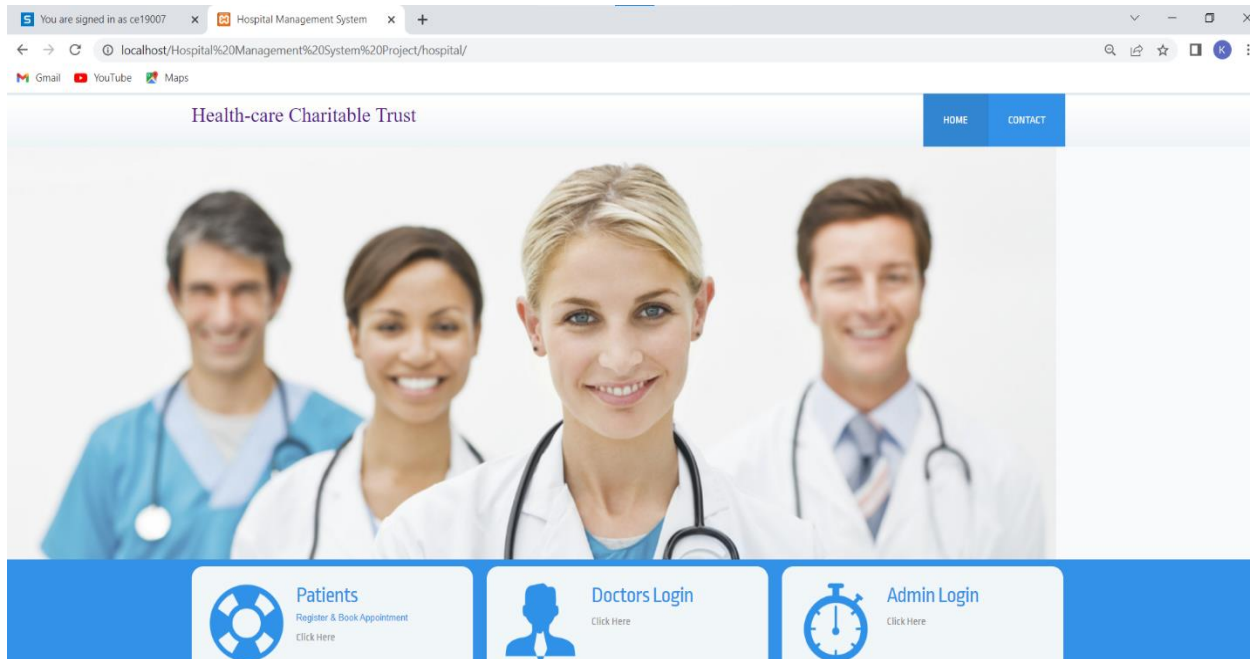 You are signed in as ce19007
Hospital Management System
localhost/Hospital%20Management%20System%20Project/hospital/
K
Gmail
YouTube
Maps
Health-care Charitable Trust
HOME
CONTACT
Patients
Register & Book Appointment
Click Here
Doctors Login
Click Here
Admin Login
Click Here